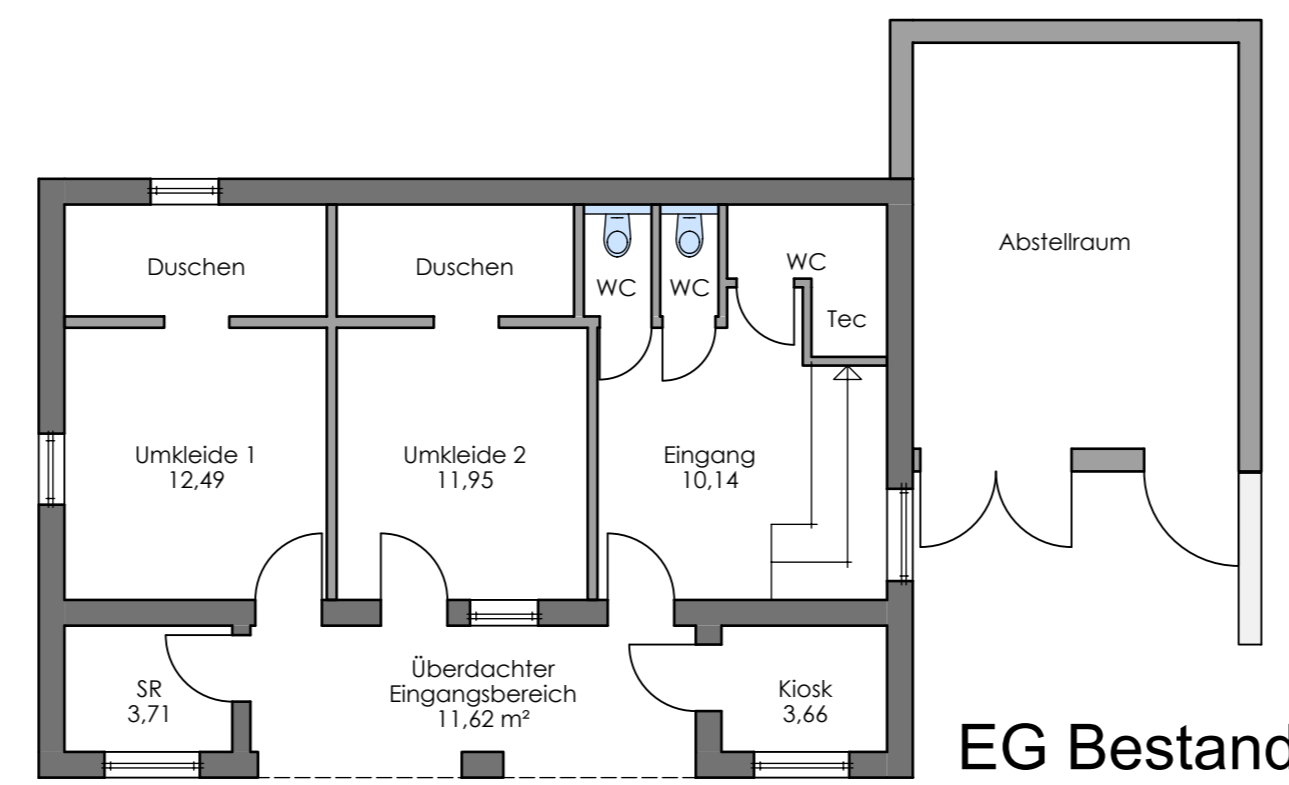 Abstellraum
Duschen
Duschen
WC
WC
WC
Tec
Umkleide 1
12,49
Umkleide 2
11,95
Eingang
10,14
SR
3,71
Überdachter
Eingangsbereich
11,62 m²
Kiosk
3,66
EG Bestand